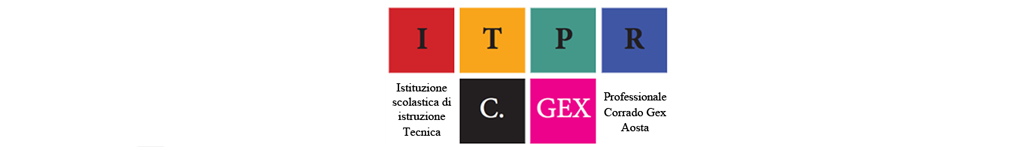 I T P R
Istituzione
scolastica di
istruzione
Tecnica
C. GEX
Professionale
Corrado Gex
Aosta